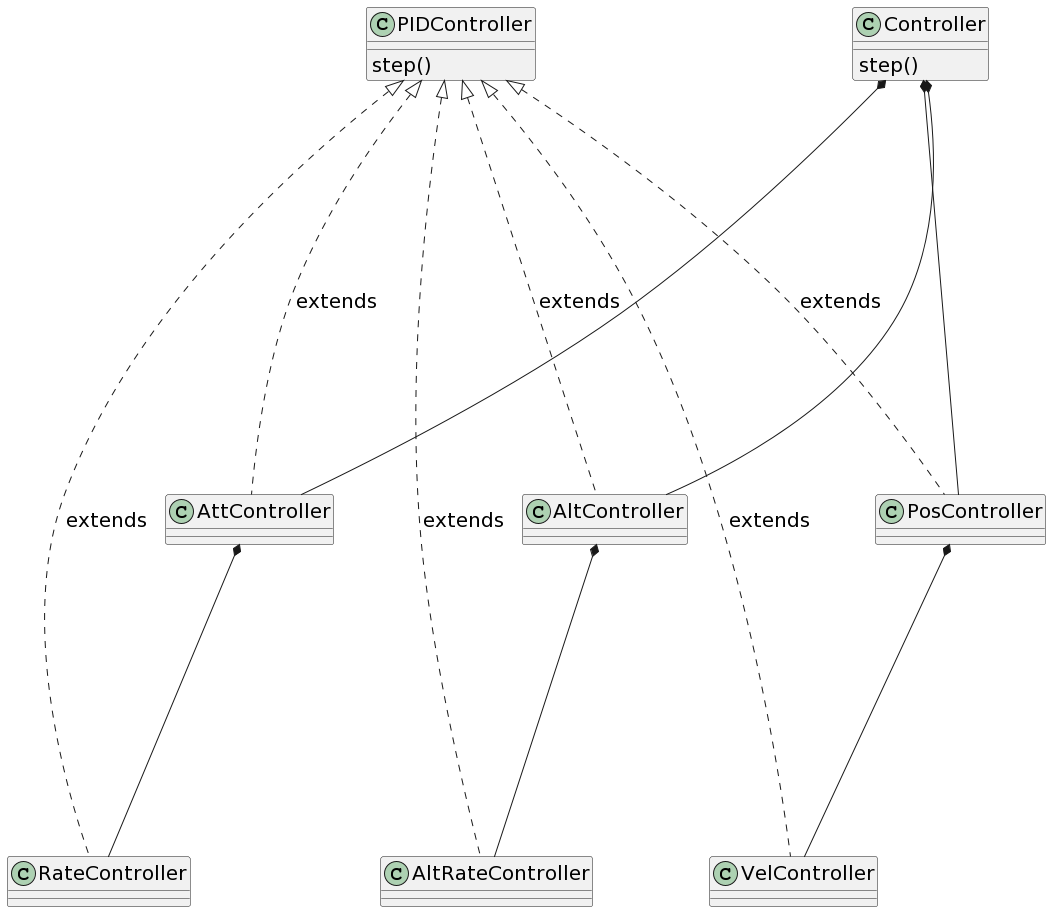 C PIDController
step()
C Controller
step()
extends
extends
extends
extends
extends
extends
C AttController
C AltController
C PosController
C RateController
C AltRateController
C VelController